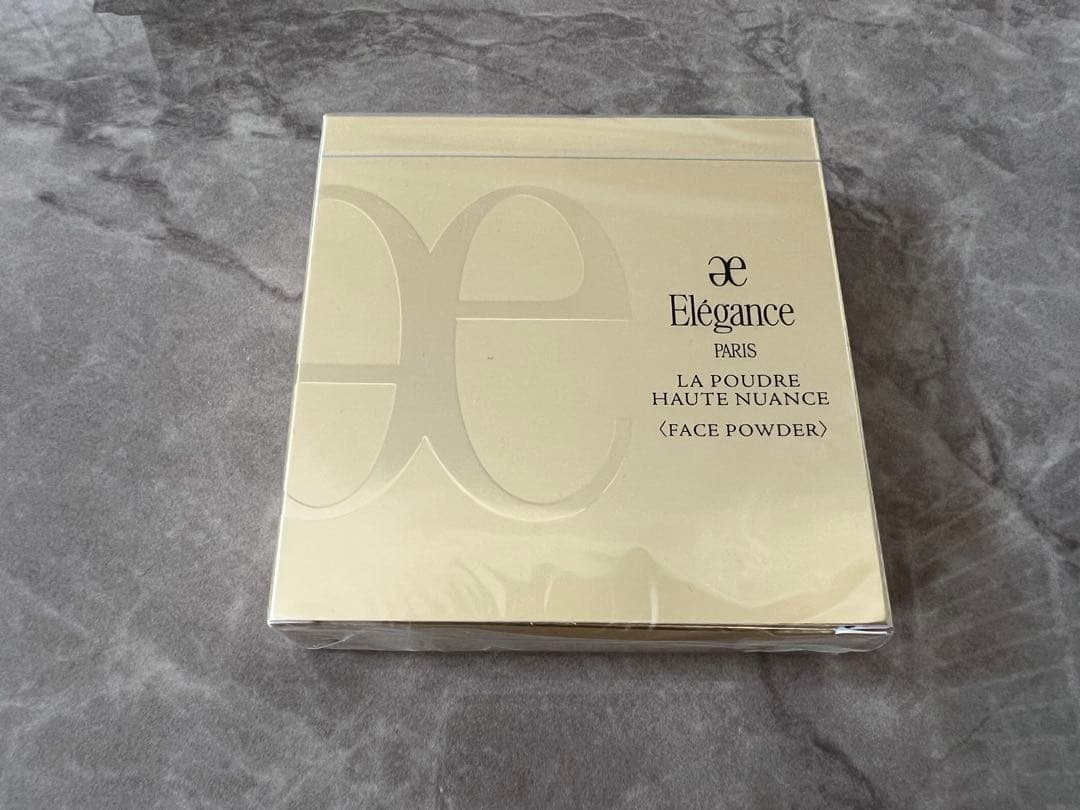 æ
Elégance
PARIS
LA POUDRE
HAUTE NUANCE
〈FACE POWDER〉